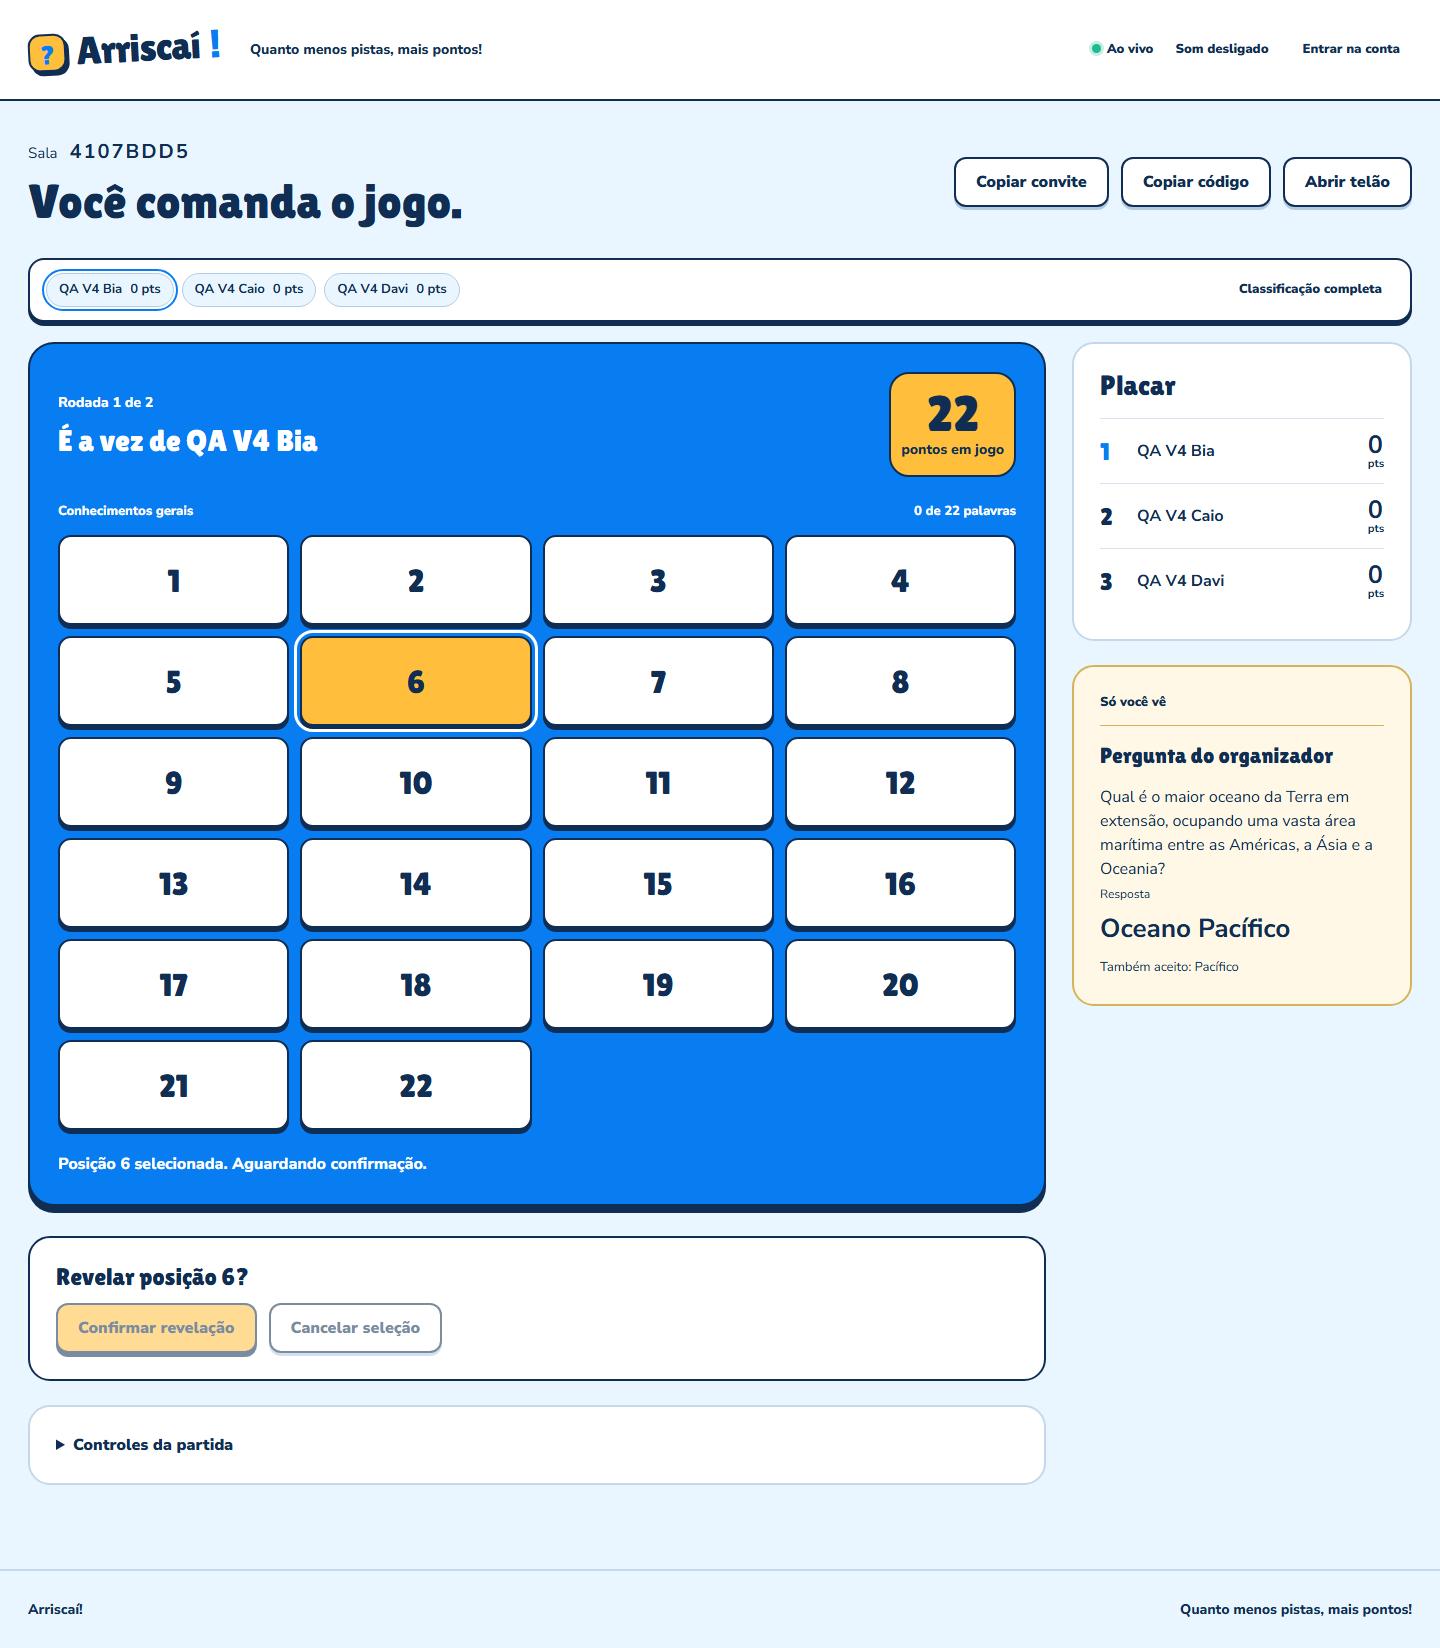 ? Arriscaí ! Quanto menos pistas, mais pontos! Ao vivo Som desligado Entrar na conta
Sala 4107BDD5
Você comanda o jogo.
Copiar convite Copiar código Abrir telão
QA V4 Bia 0 pts QA V4 Caio 0 pts QA V4 Davi 0 pts Classificação completa
Rodada 1 de 2
É a vez de QA V4 Bia
22
pontos em jogo
Conhecimentos gerais 0 de 22 palavras
1 2 3 4
5 6 7 8
9 10 11 12
13 14 15 16
17 18 19 20
21 22
Posição 6 selecionada. Aguardando confirmação.
Placar
1 QA V4 Bia 0 pts
2 QA V4 Caio 0 pts
3 QA V4 Davi 0 pts
Só você vê
Pergunta do organizador
Qual é o maior oceano da Terra em
extensão, ocupando uma vasta área
marítima entre as Américas, a Ásia e a
Oceania?
Resposta
Oceano Pacífico
Também aceito: Pacífico
Revelar posição 6?
Confirmar revelação Cancelar seleção
Controles da partida
Arriscaí! Quanto menos pistas, mais pontos!